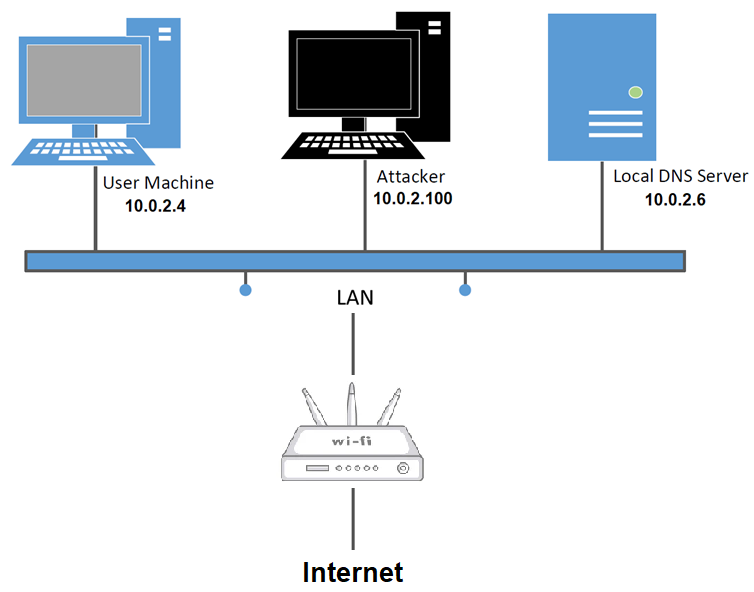 User Machine
10.0.2.4
Attacker
10.0.2.100
Local DNS Server
10.0.2.6
LAN
wi-fi
Internet